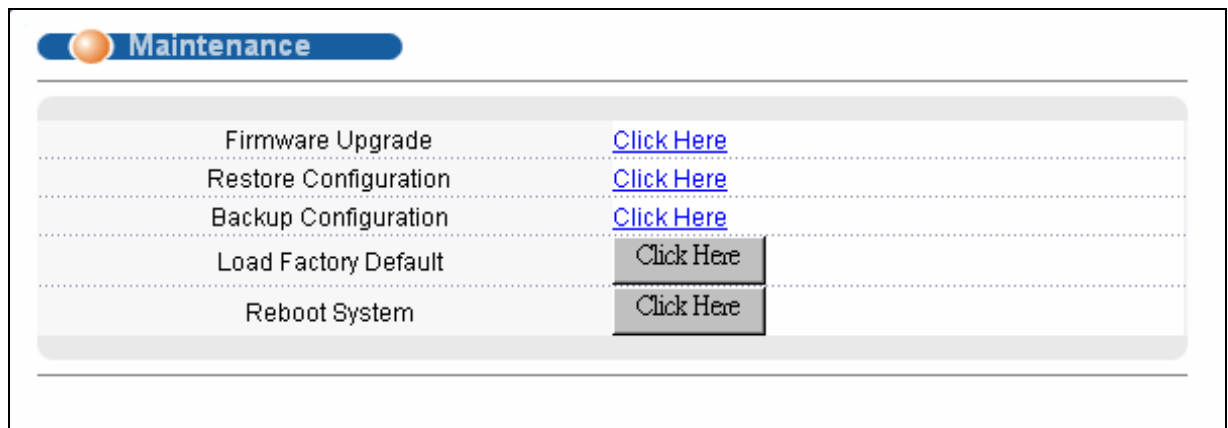 Maintenance
Firmware Upgrade Click Here
Restore Configuration Click Here
Backup Configuration Click Here
Load Factory Default Click Here
Reboot System Click Here